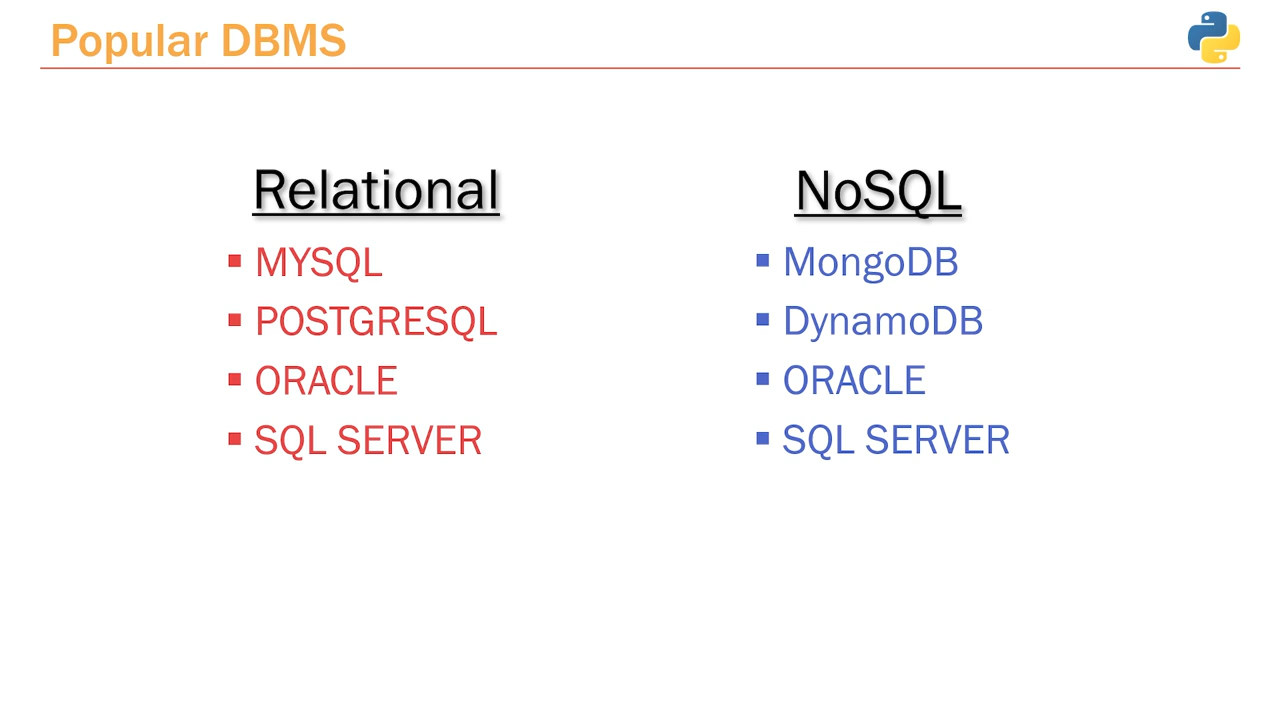 Popular DBMS
Relational
▪ MYSQL
▪ POSTGRESQL
▪ ORACLE
▪ SQL SERVER
NoSQL
▪ MongoDB
▪ DynamoDB
▪ ORACLE
▪ SQL SERVER